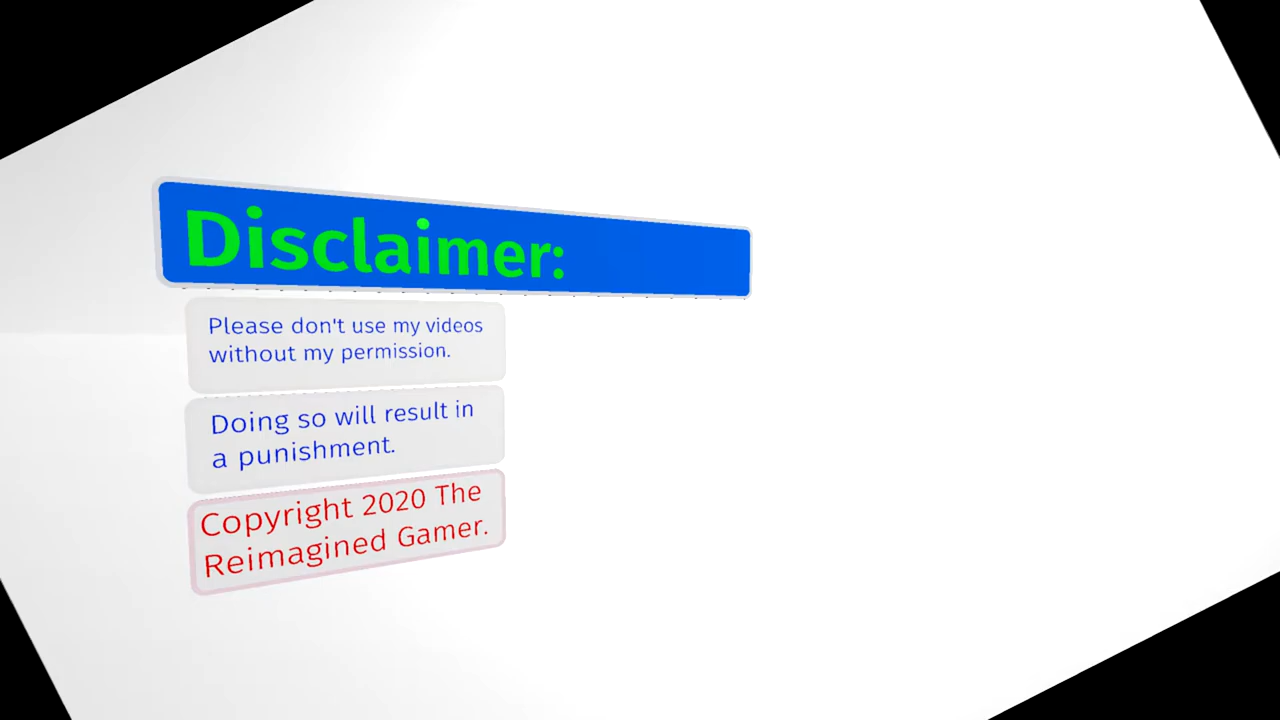 Disclaimer:
Please don't use my videos
without my permission.
Doing so will result in
a punishment.
Copyright 2020 The
Reimagined Gamer.